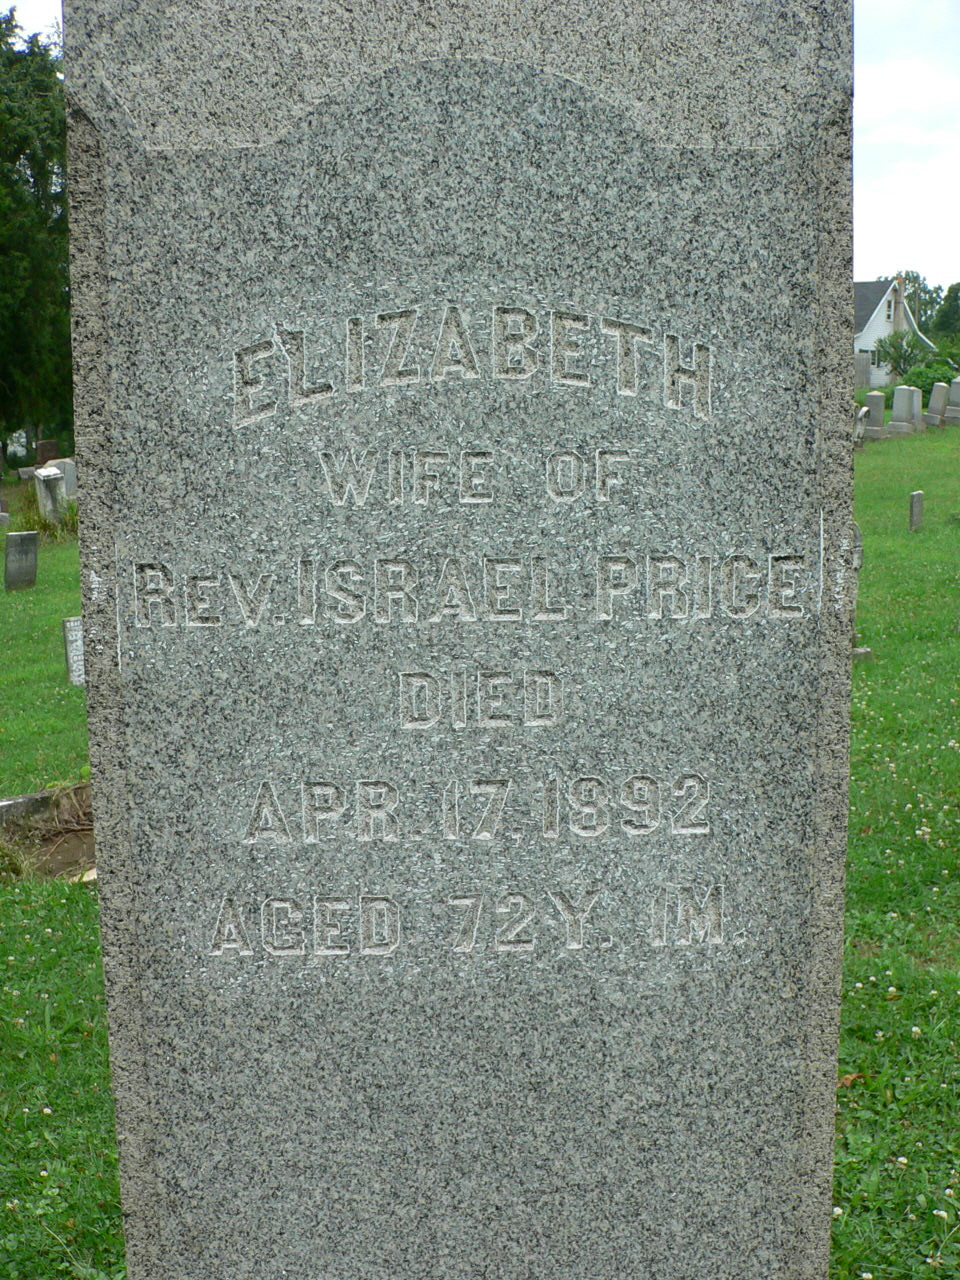 ELIZABETH
WIFE OF
REV. ISRAEL PRICE
DIED
APR. 17, 1892
AGED 72Y. 1M.